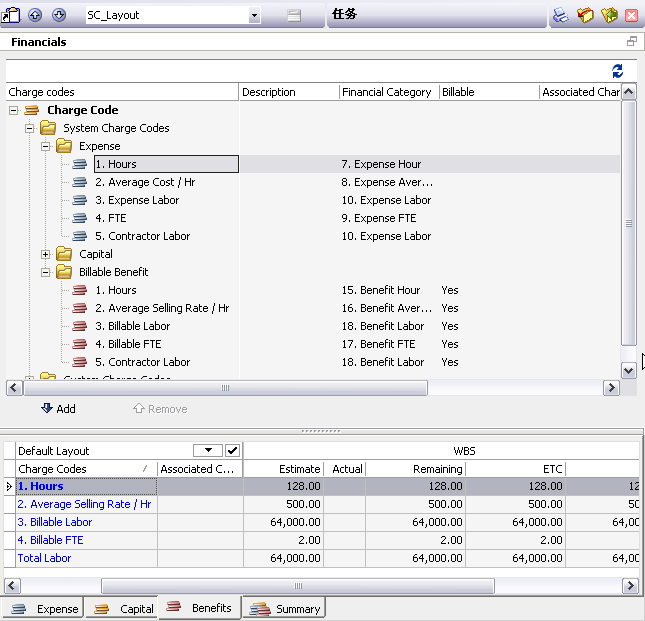 SC_Layout 任务
Financials
Charge codes Description Financial Category Billable Associated Char
Charge Code
System Charge Codes
Expense
1. Hours 7. Expense Hour
2. Average Cost / Hr 8. Expense Aver...
3. Expense Labor 10. Expense Labor
4. FTE 9. Expense FTE
5. Contractor Labor 10. Expense Labor
Capital
Billable Benefit
1. Hours 15. Benefit Hour Yes
2. Average Selling Rate / Hr 16. Benefit Aver... Yes
3. Billable Labor 18. Benefit Labor Yes
4. Billable FTE 17. Benefit FTE Yes
5. Contractor Labor 18. Benefit Labor Yes
Add Remove
Default Layout WBS
Charge Codes Associated C... Estimate Actual Remaining ETC
1. Hours 128.00 128.00 128.00 12
2. Average Selling Rate / Hr 500.00 500.00 500.00 50
3. Billable Labor 64,000.00 64,000.00 64,000.00 64,00
4. Billable FTE 2.00 2.00 2.00
Total Labor 64,000.00 64,000.00 64,000.00 64,00
Expense Capital Benefits Summary